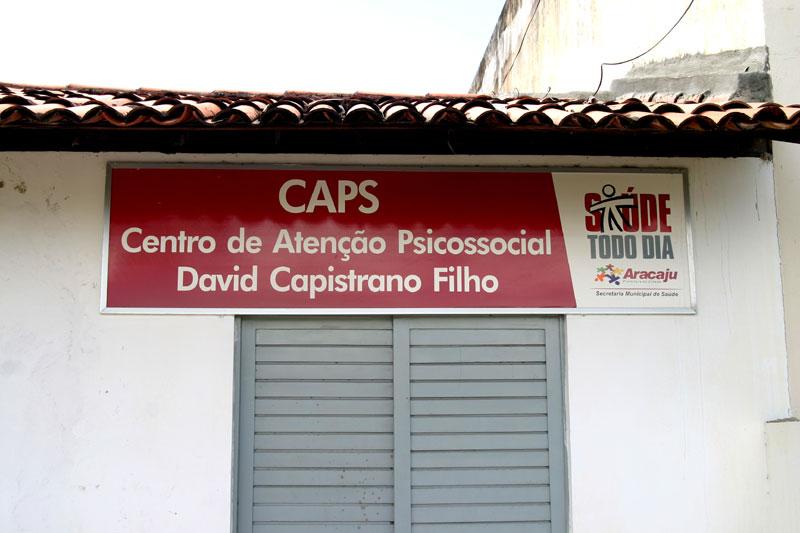 CAPS
Centro de Atenção Psicossocial
David Capistrano Filho
SAÚDE
TODO DIA
Aracaju
Secretaria Municipal de Saúde